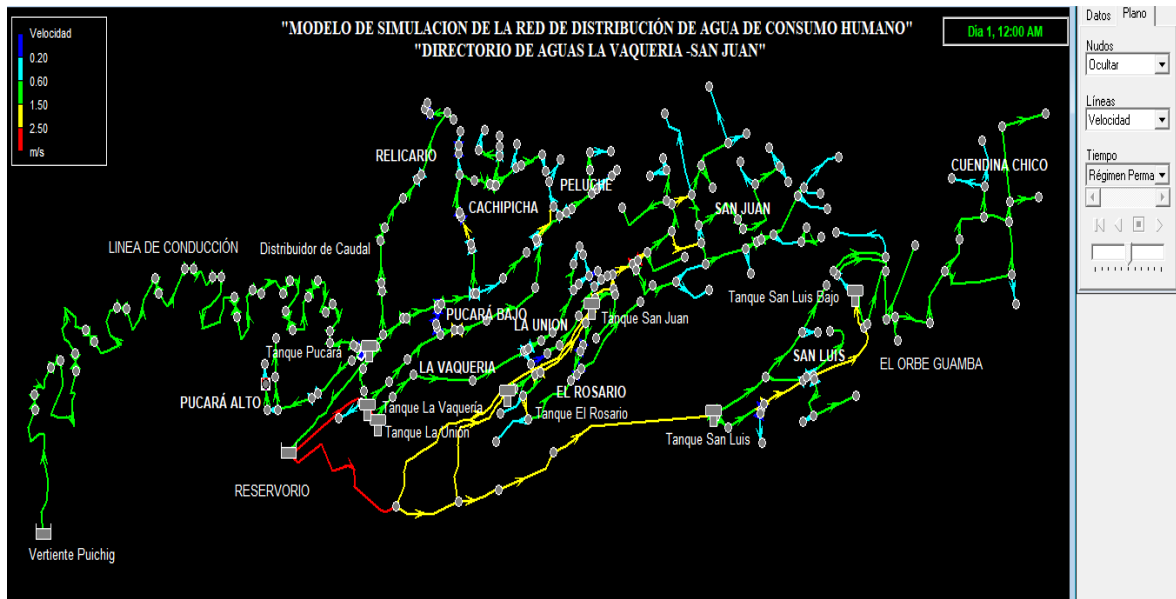 "MODELO DE SIMULACION DE LA RED DE DISTRIBUCIÓN DE AGUA DE CONSUMO HUMANO"
"DIRECTORIO DE AGUAS LA VAQUERIA -SAN JUAN"
Día 1, 12:00 AM
Velocidad
0.20
0.60
1.50
2.50
m/s
Datos Plano
Nudos
Ocultar
Líneas
Velocidad
Tiempo
Régimen Perma
RELICARIO
CACHIPICHA
PELUCHE
SAN JUAN
CUENDINA CHICO
LINEA DE CONDUCCIÓN
Distribuidor de Caudal
Tanque San Luis Bajo
PUCARÁ BAJO
LA UNION
Tanque San Juan
Tanque Pucará
LA VAQUERIA
SAN LUIS
EL ORBE GUAMBA
PUCARÁ ALTO
EL ROSARIO
Tanque La Vaquería
Tanque El Rosario
Tanque La Unión
Tanque San Luis
RESERVORIO
Vertiente Puichig